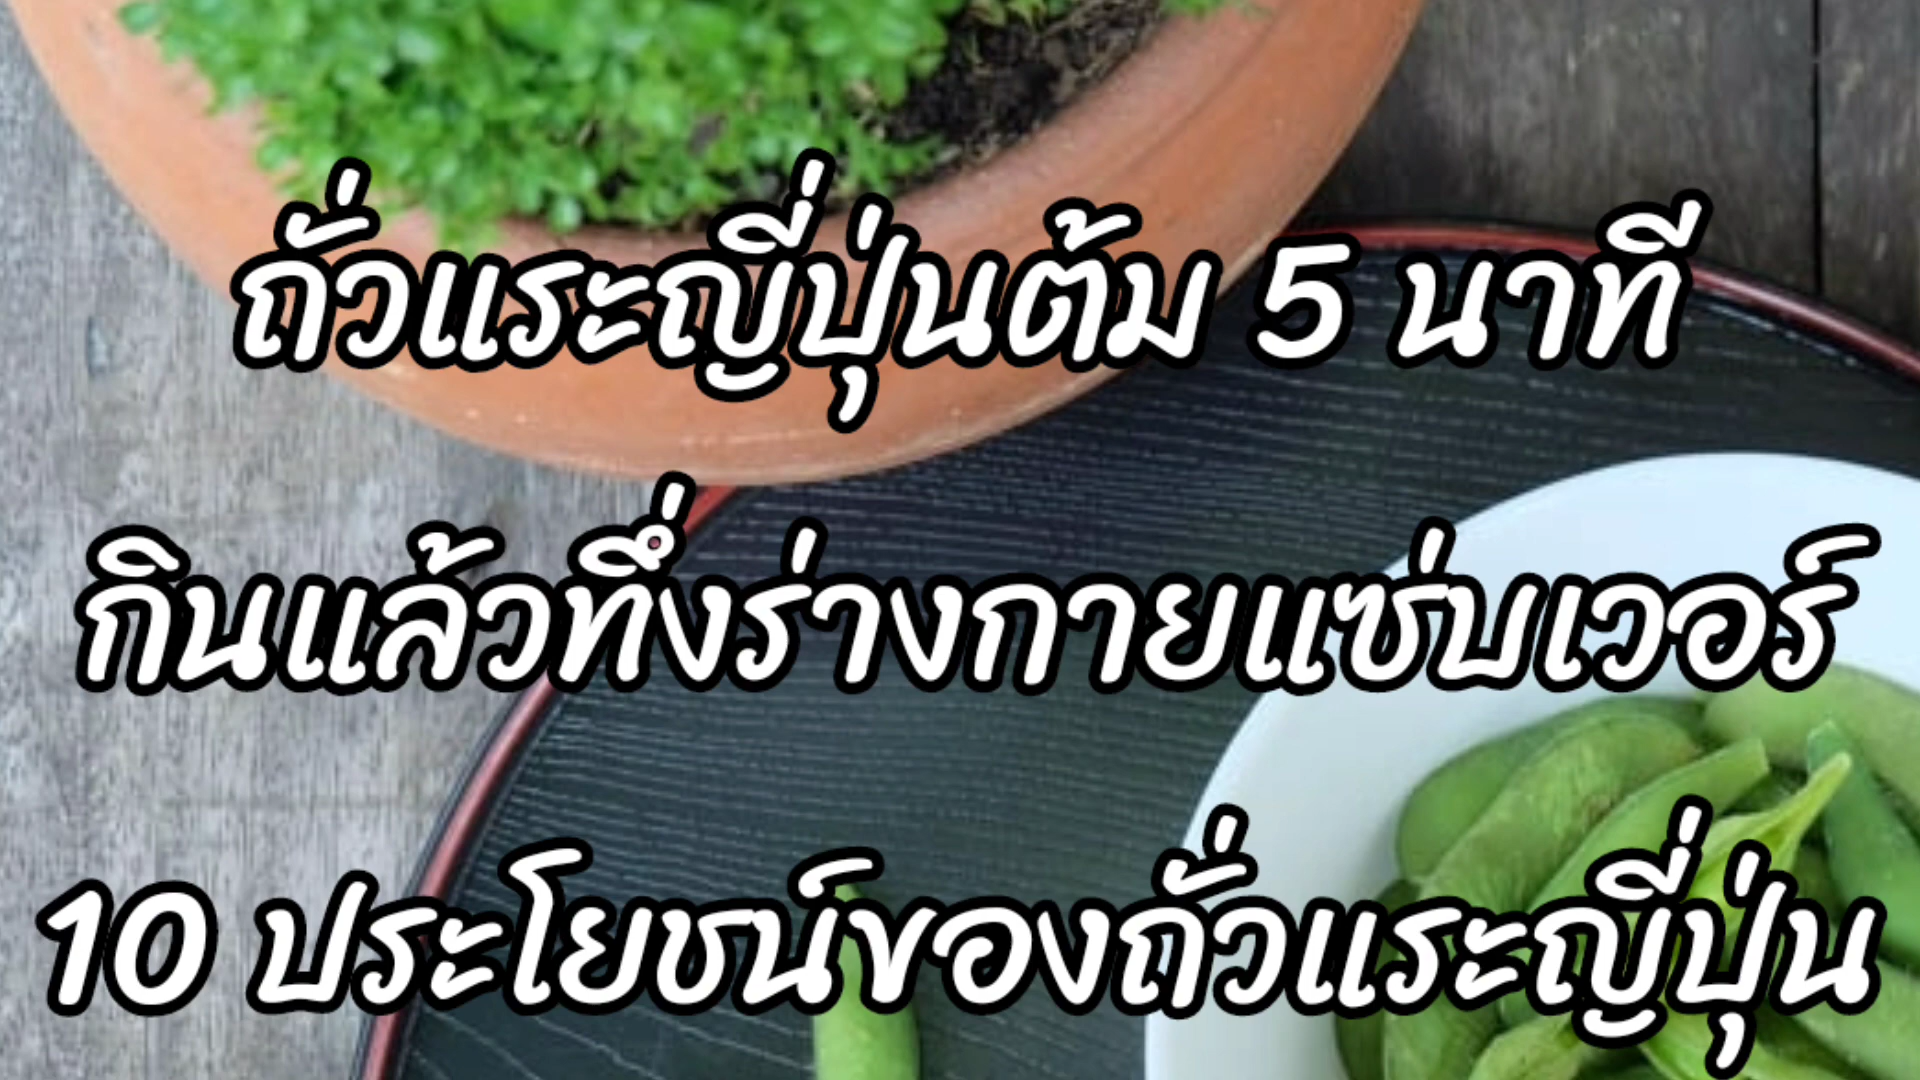 ถั่วแระญี่ปุ่นต้ม 5 นาที
กินแล้วทึ่งร่างกายแซ่บเวอร์
10 ประโยชน์ของถั่วแระญี่ปุ่น